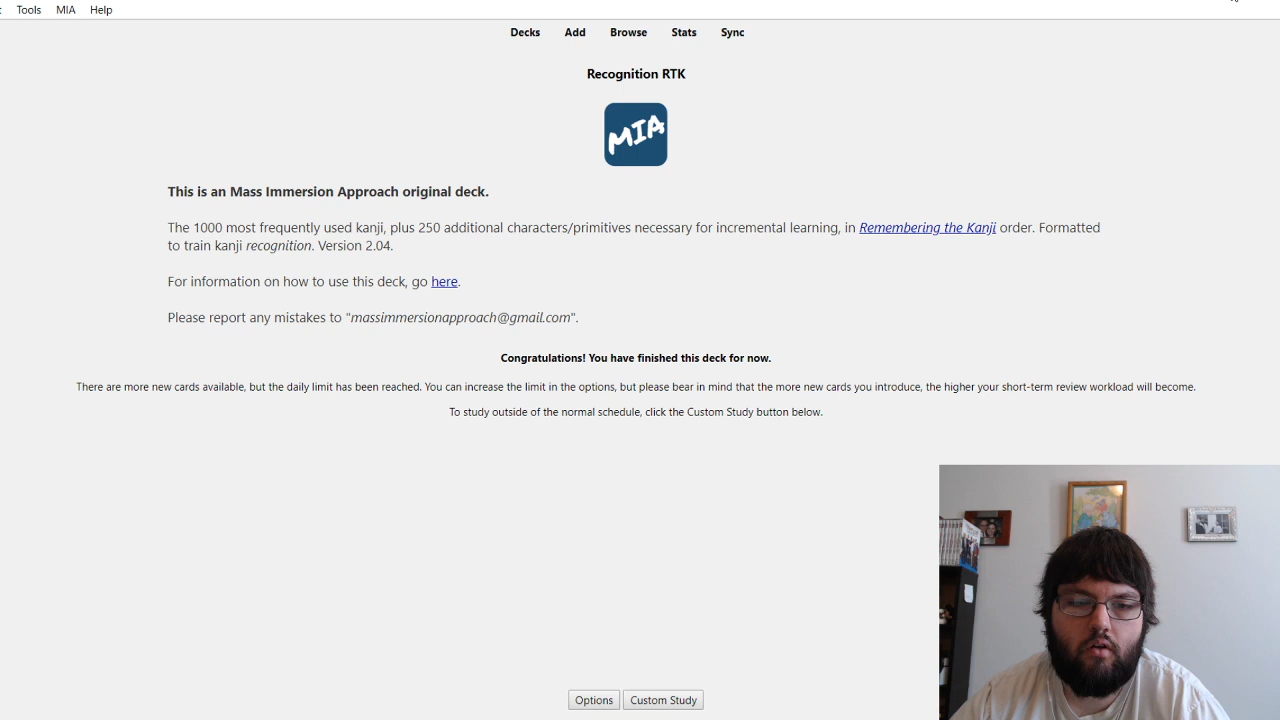 Tools MIA Help
Decks Add Browse Stats Sync
Recognition RTK
MIA
This is an Mass Immersion Approach original deck.
The 1000 most frequently used kanji, plus 250 additional characters/primitives necessary for incremental learning, in Remembering the Kanji order. Formatted
to train kanji recognition. Version 2.04.
For information on how to use this deck, go here.
Please report any mistakes to "massimmersionapproach@gmail.com".
Congratulations! You have finished this deck for now.
There are more new cards available, but the daily limit has been reached. You can increase the limit in the options, but please bear in mind that the more new cards you introduce, the higher your short-term review workload will become.
To study outside of the normal schedule, click the Custom Study button below.
Options Custom Study